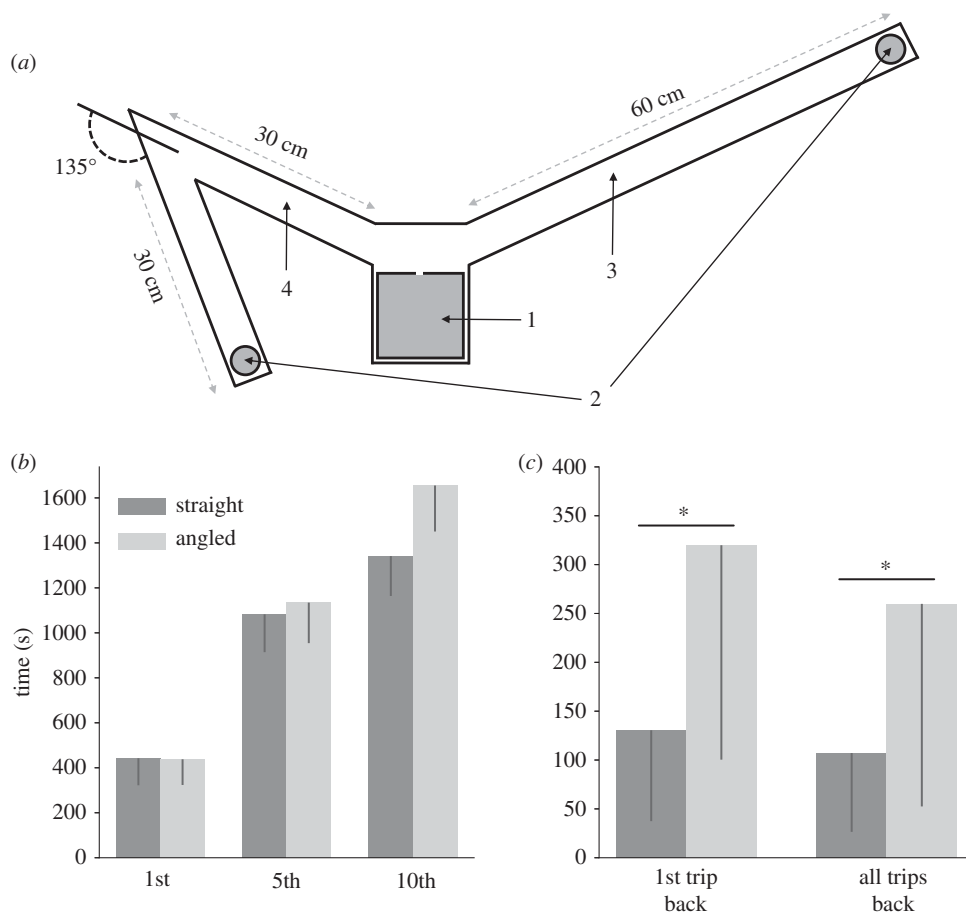 (a)
60 cm
30 cm
135°
30 cm
4
3
1
2
(b)
1600
1400
1200
1000
800
600
400
200
0
time (s)
straight
angled
1st
5th
10th
(c)
400
350
300
250
200
150
100
50
0
*
*
1st trip
back
all trips
back